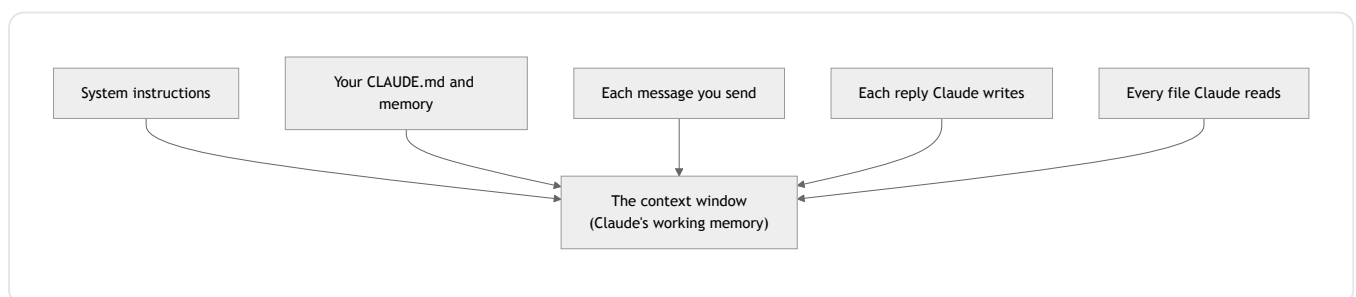 System instructions
Your CLAUDE.md and
memory
Each message you send
Each reply Claude writes
Every file Claude reads
The context window
(Claude's working memory)